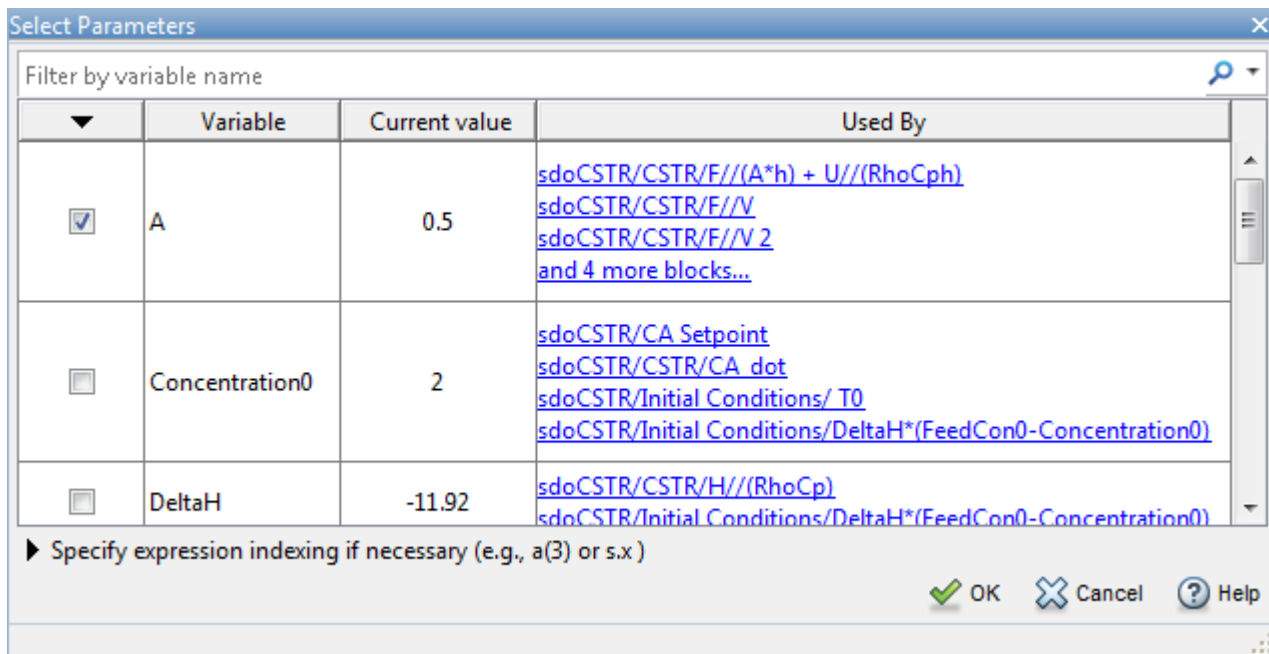 Select Parameters
Filter by variable name
Variable Current value Used By
A 0.5 sdoCSTR/CSTR/F//(A*h) + U//(RhoCph)
sdoCSTR/CSTR/F//V
sdoCSTR/CSTR/F//V 2
and 4 more blocks...
Concentration0 2 sdoCSTR/CA Setpoint
sdoCSTR/CSTR/CA_dot
sdoCSTR/Initial Conditions/ T0
sdoCSTR/Initial Conditions/DeltaH*(FeedCon0-Concentration0)
DeltaH -11.92 sdoCSTR/CSTR/H//(RhoCp)
sdoCSTR/Initial Conditions/DeltaH*(FeedCon0-Concentration0)
Specify expression indexing if necessary (e.g., a(3) or s.x )
OK Cancel Help